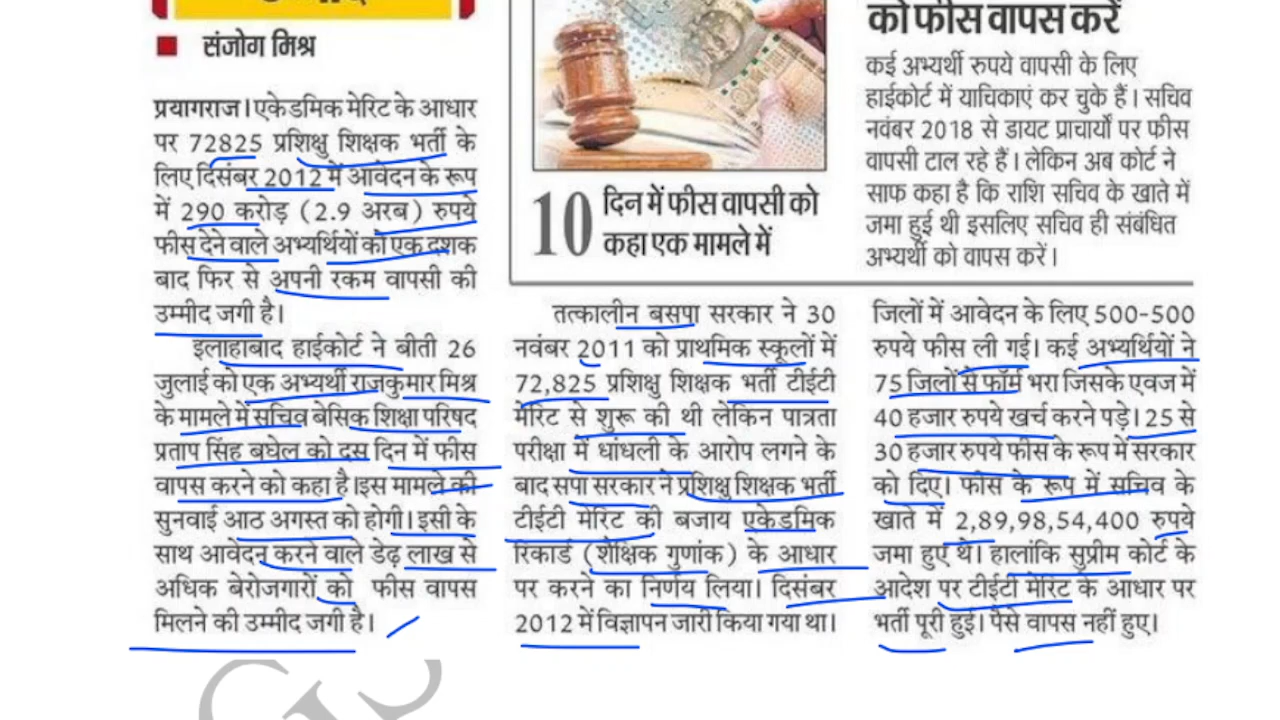 संजोग मिश्र
प्रयागराज। एकेडमिक मेरिट के आधार
पर 72825 प्रशिक्षु शिक्षक भर्ती के
लिए दिसंबर 2012 में आवेदन के रूप
में 290 करोड़ (2.9 अरब) रुपये
फीस देने वाले अभ्यर्थियों को एक दशक
बाद फिर से अपनी रकम वापसी की
उम्मीद जगी है।
इलाहाबाद हाईकोर्ट ने बीती 26
जुलाई को एक अभ्यर्थी राजकुमार मिश्र
के मामले में सचिव बेसिक शिक्षा परिषद
प्रताप सिंह बघेल को दस दिन में फीस
वापस करने को कहा है। इस मामले की
सुनवाई आठ अगस्त को होगी। इसी के
साथ आवेदन करने वाले डेढ़ लाख से
अधिक बेरोजगारों को फीस वापस
मिलने की उम्मीद जगी है।
10 दिन में फीस वापसी को
कहा एक मामले में
तत्कालीन बसपा सरकार ने 30
नवंबर 2011 को प्राथमिक स्कूलों में
72,825 प्रशिक्षु शिक्षक भर्ती टीईटी
मेरिट से शुरू की थी लेकिन पात्रता
परीक्षा में धांधली के आरोप लगने के
बाद सपा सरकार ने प्रशिक्षु शिक्षक भर्ती
टीईटी मेरिट की बजाय एकेडमिक
रिकार्ड (शैक्षिक गुणांक) के आधार
पर करने का निर्णय लिया। दिसंबर
2012 में विज्ञापन जारी किया गया था।
को फीस वापस करें
कई अभ्यर्थी रुपये वापसी के लिए
हाईकोर्ट में याचिकाएं कर चुके हैं। सचिव
नवंबर 2018 से डायट प्राचार्यों पर फीस
वापसी टाल रहे हैं। लेकिन अब कोर्ट ने
साफ कहा है कि राशि सचिव के खाते में
जमा हुई थी इसलिए सचिव ही संबंधित
अभ्यर्थी को वापस करें।
जिलों में आवेदन के लिए 500-500
रुपये फीस ली गई। कई अभ्यर्थियों ने
75 जिलों से फॉर्म भरा जिसके एवज में
40 हजार रुपये खर्च करने पड़े। 25 से
30 हजार रुपये फीस के रूप में सरकार
को दिए। फीस के रूप में सचिव के
खाते में 2,89,98,54,400 रुपये
जमा हुए थे। हालांकि सुप्रीम कोर्ट के
आदेश पर टीईटी मेरिट के आधार पर
भर्ती पूरी हुई। पैसे वापस नहीं हुए।